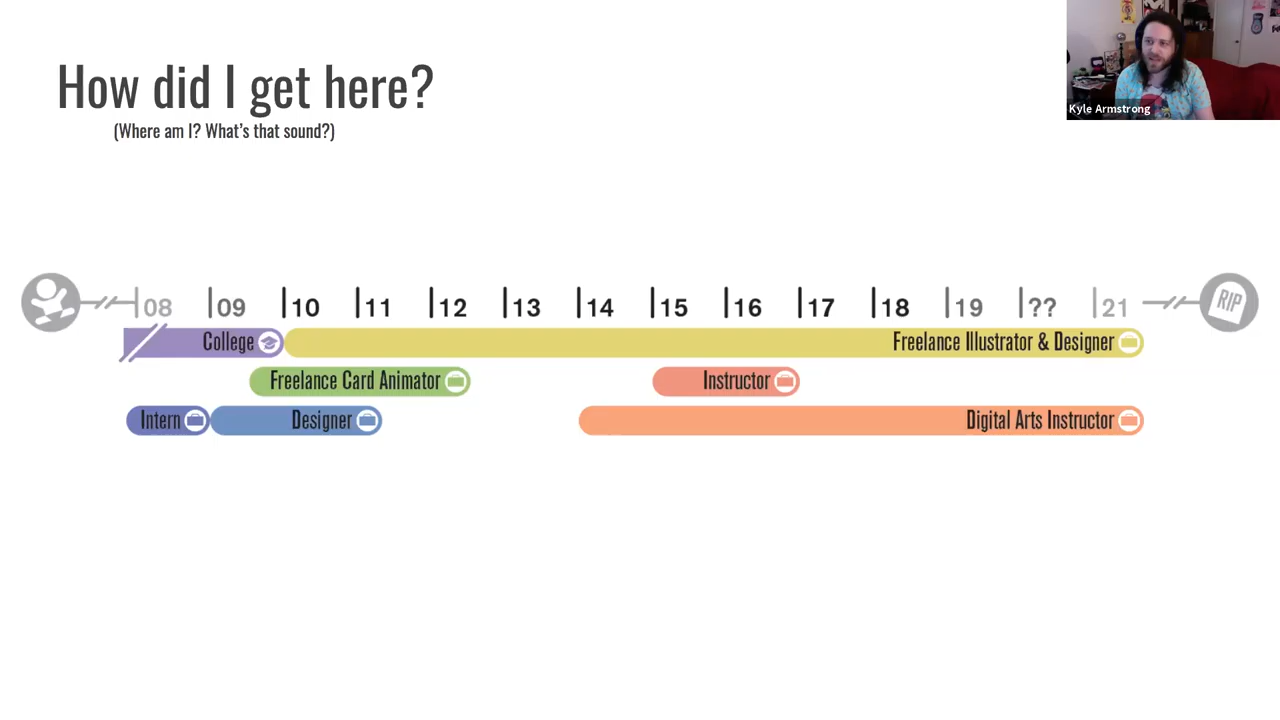 How did I get here?
(Where am I? What's that sound?)
Kyle Armstrong
08 09 10 11 12 13 14 15 16 17 18 19 ?? 21 RIP
College Freelance Illustrator & Designer
Freelance Card Animator Instructor
Intern Designer Digital Arts Instructor